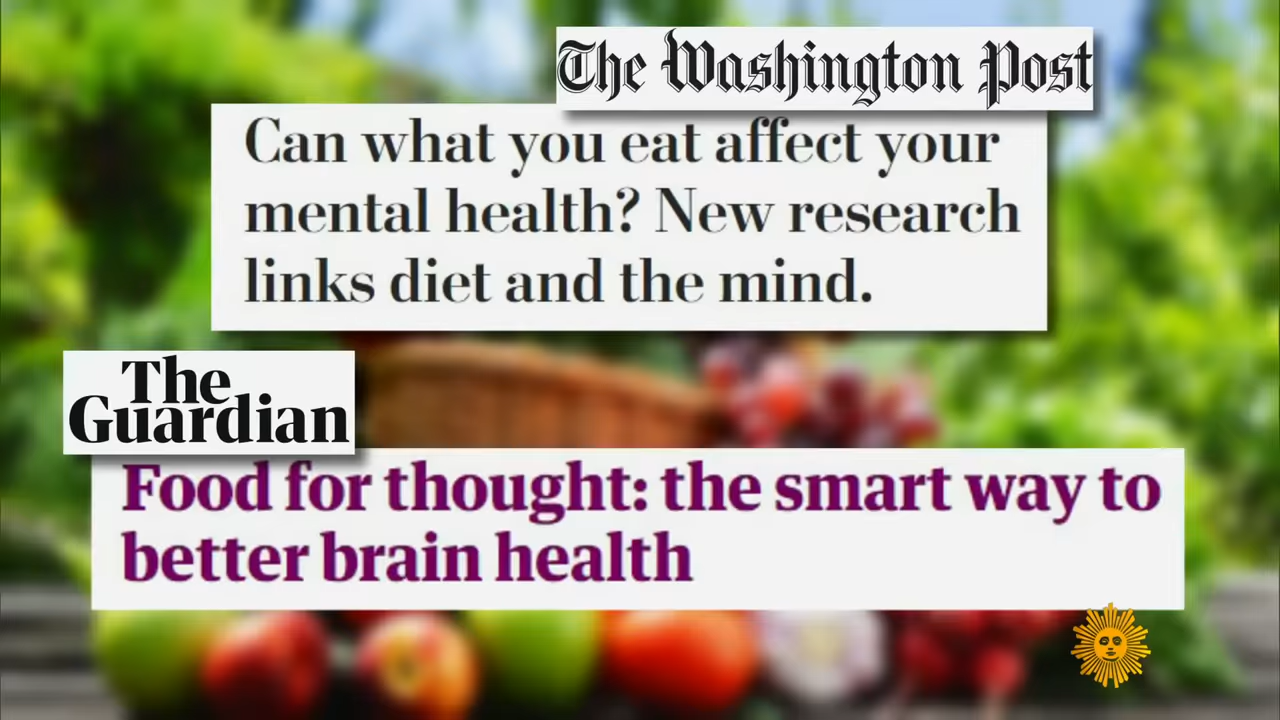 The Washington Post
Can what you eat affect your
mental health? New research
links diet and the mind.
The
Guardian
Food for thought: the smart way to
better brain health